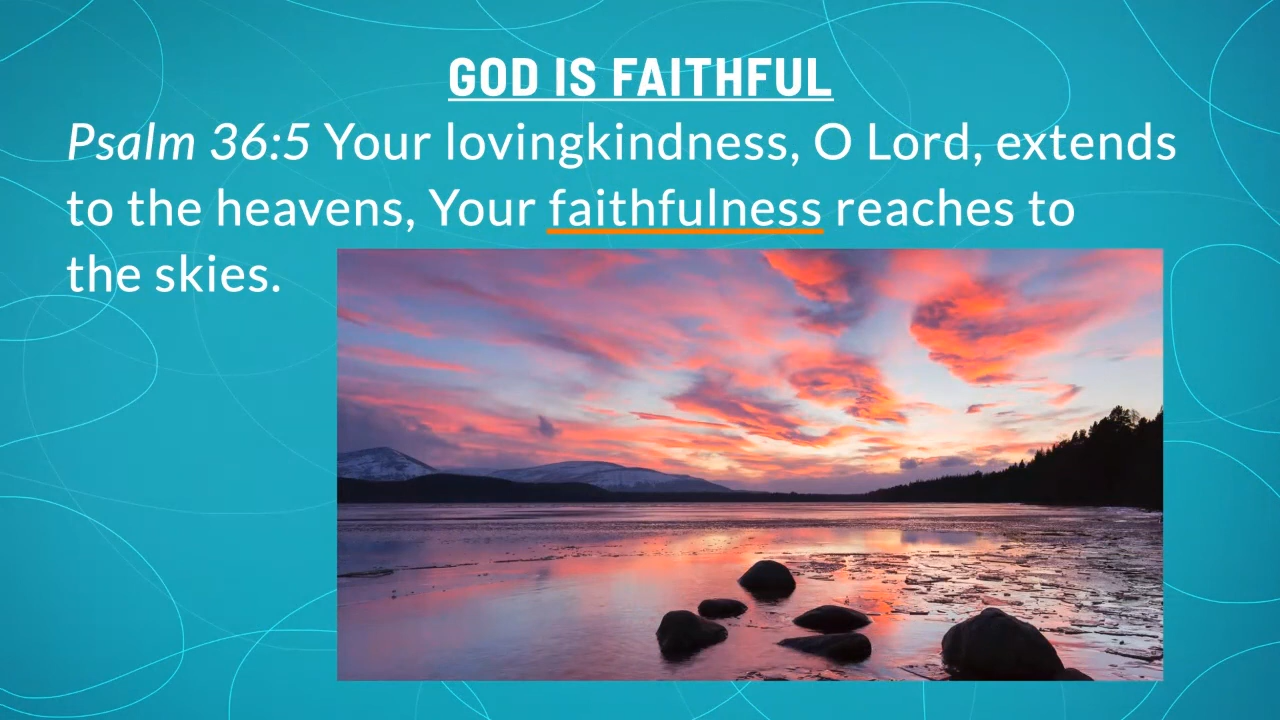 GOD IS FAITHFUL
Psalm 36:5 Your lovingkindness, O Lord, extends
to the heavens, Your faithfulness reaches to
the skies.